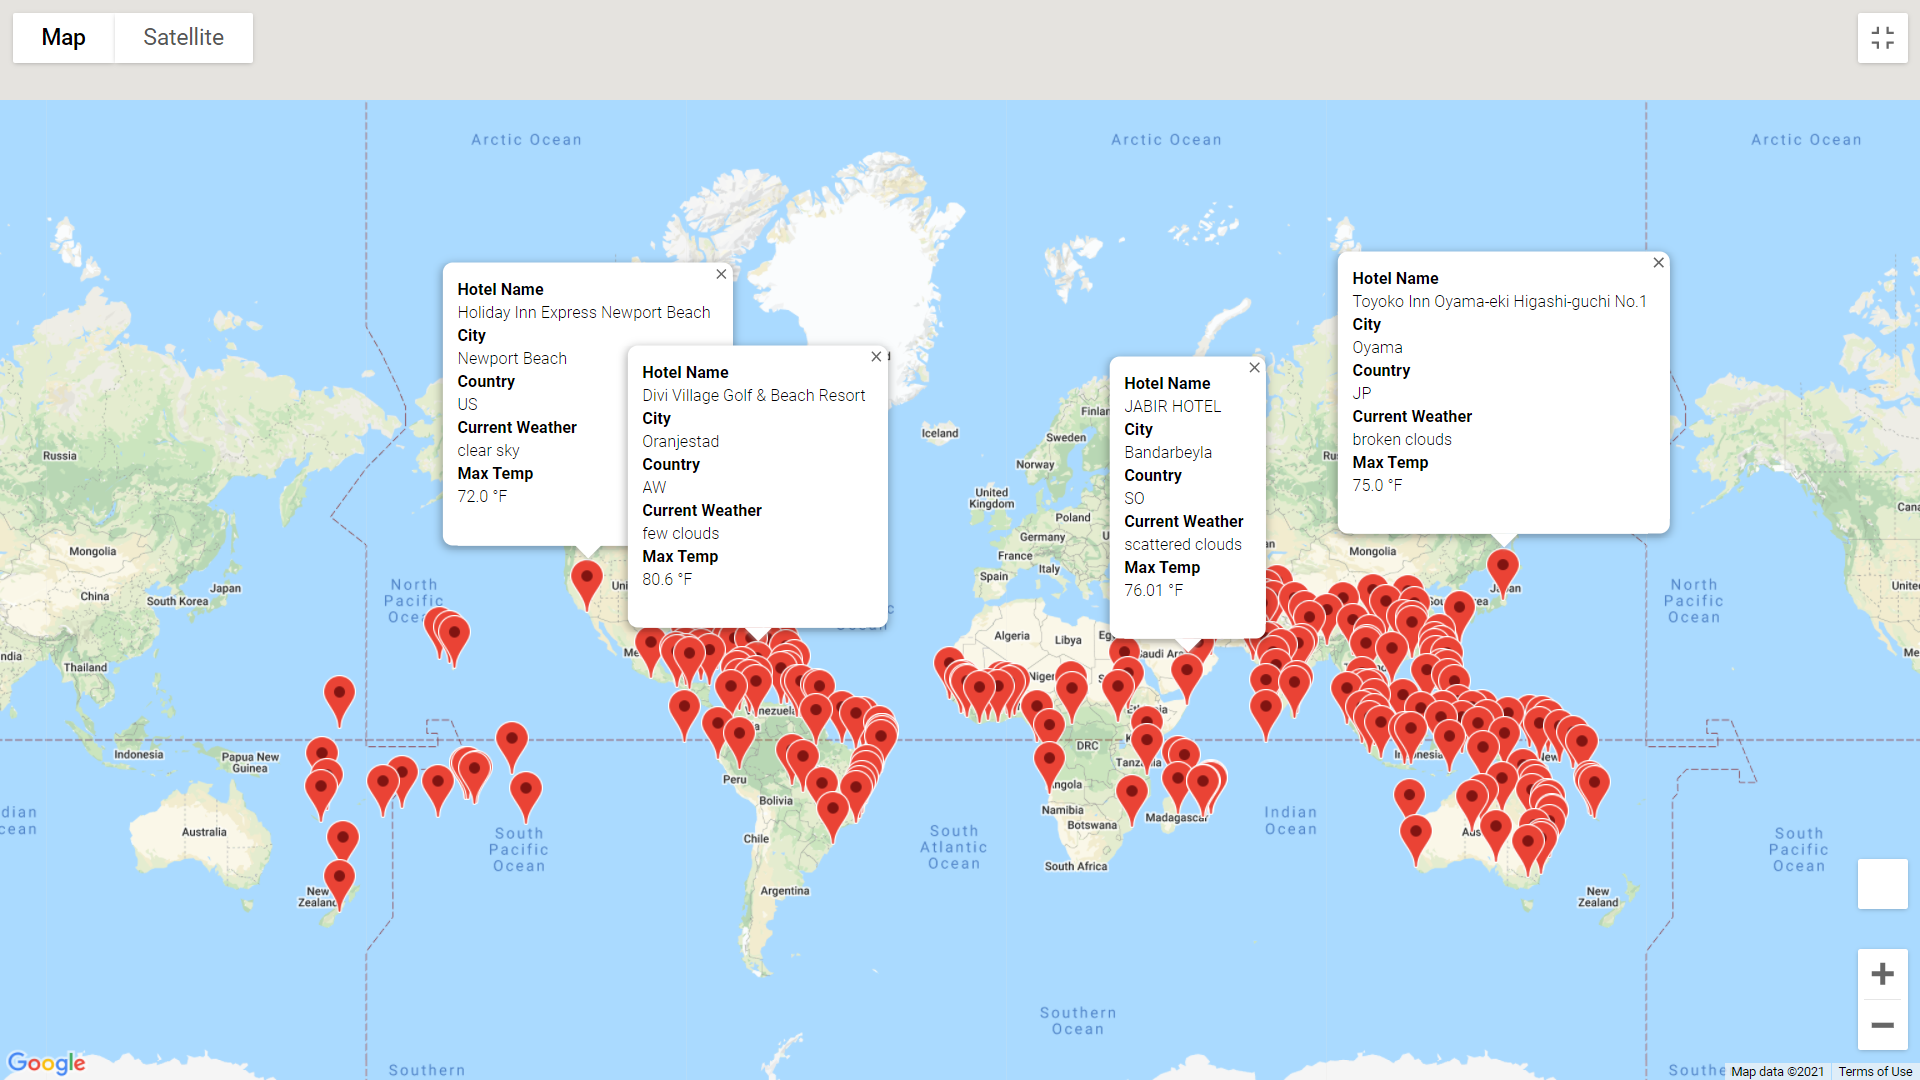 Map
Satellite
Arctic Ocean
Arctic Ocean
Arctic Ocean
Hotel Name
Holiday Inn Express Newport Beach
City
Newport Beach
Country
US
Current Weather
clear sky
Max Temp
72.0 °F
Hotel Name
Divi Village Golf & Beach Resort
City
Oranjestad
Country
AW
Current Weather
few clouds
Max Temp
80.6 °F
Hotel Name
JABIR HOTEL
City
Bandarbeyla
Country
SO
Current Weather
scattered clouds
Max Temp
76.01 °F
Hotel Name
Toyoko Inn Oyama-eki Higashi-guchi No.1
City
Oyama
Country
JP
Current Weather
broken clouds
Max Temp
75.0 °F
Russia
Mongolia
China
South Korea
Japan
Thailand
Indonesia
Papua New
Guinea
Australia
New
Zealand
North
Pacific
South
Pacific
Ocean
Iceland
Sweden
Norway
United
Kingdom
Poland
Germany
France
Italy
Spain
Algeria
Libya
Niger
DRC
Namibia
Botswana
Madagascar
South Africa
Peru
Bolivia
Chile
Argentina
South
Atlantic
Ocean
Indian
Ocean
Mongolia
North
Pacific
Ocean
South
Pacific
Ocean
New
Zealand
Southern
Ocean
Southern
Google
Map data ©2021
Terms of Use